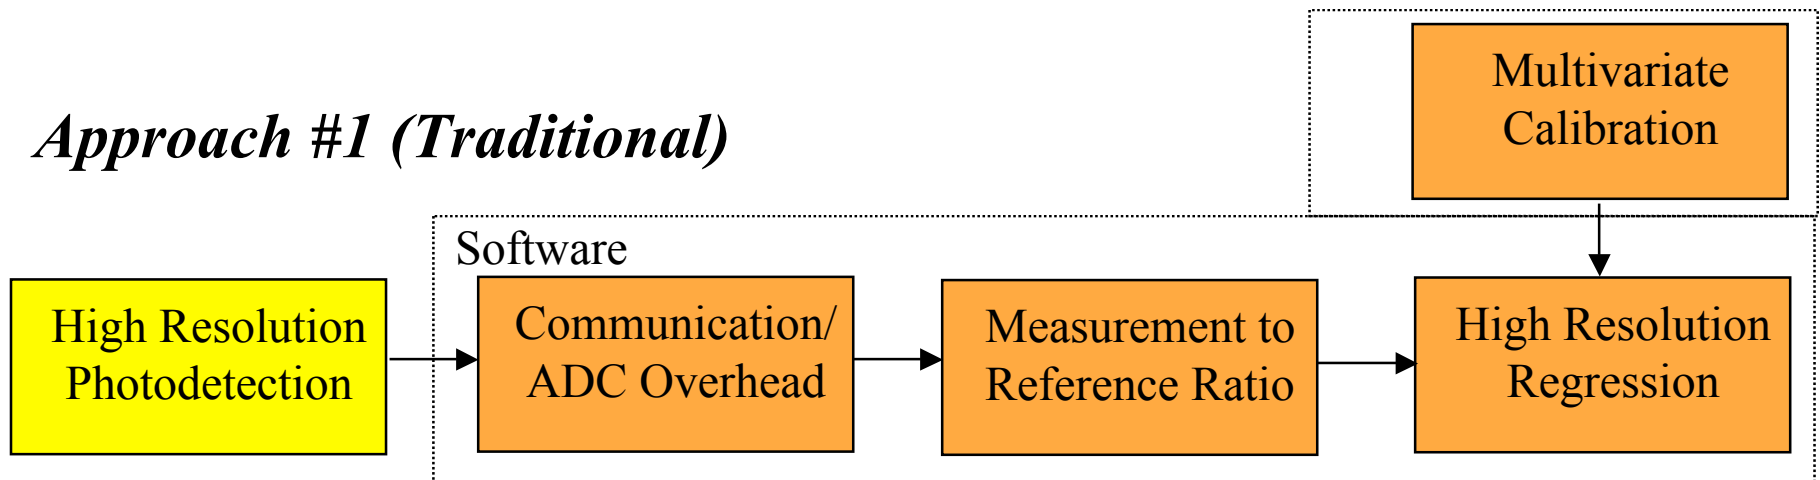 Approach #1 (Traditional)
Multivariate
Calibration
Software
High Resolution
Photodetection
Communication/
ADC Overhead
Measurement to
Reference Ratio
High Resolution
Regression